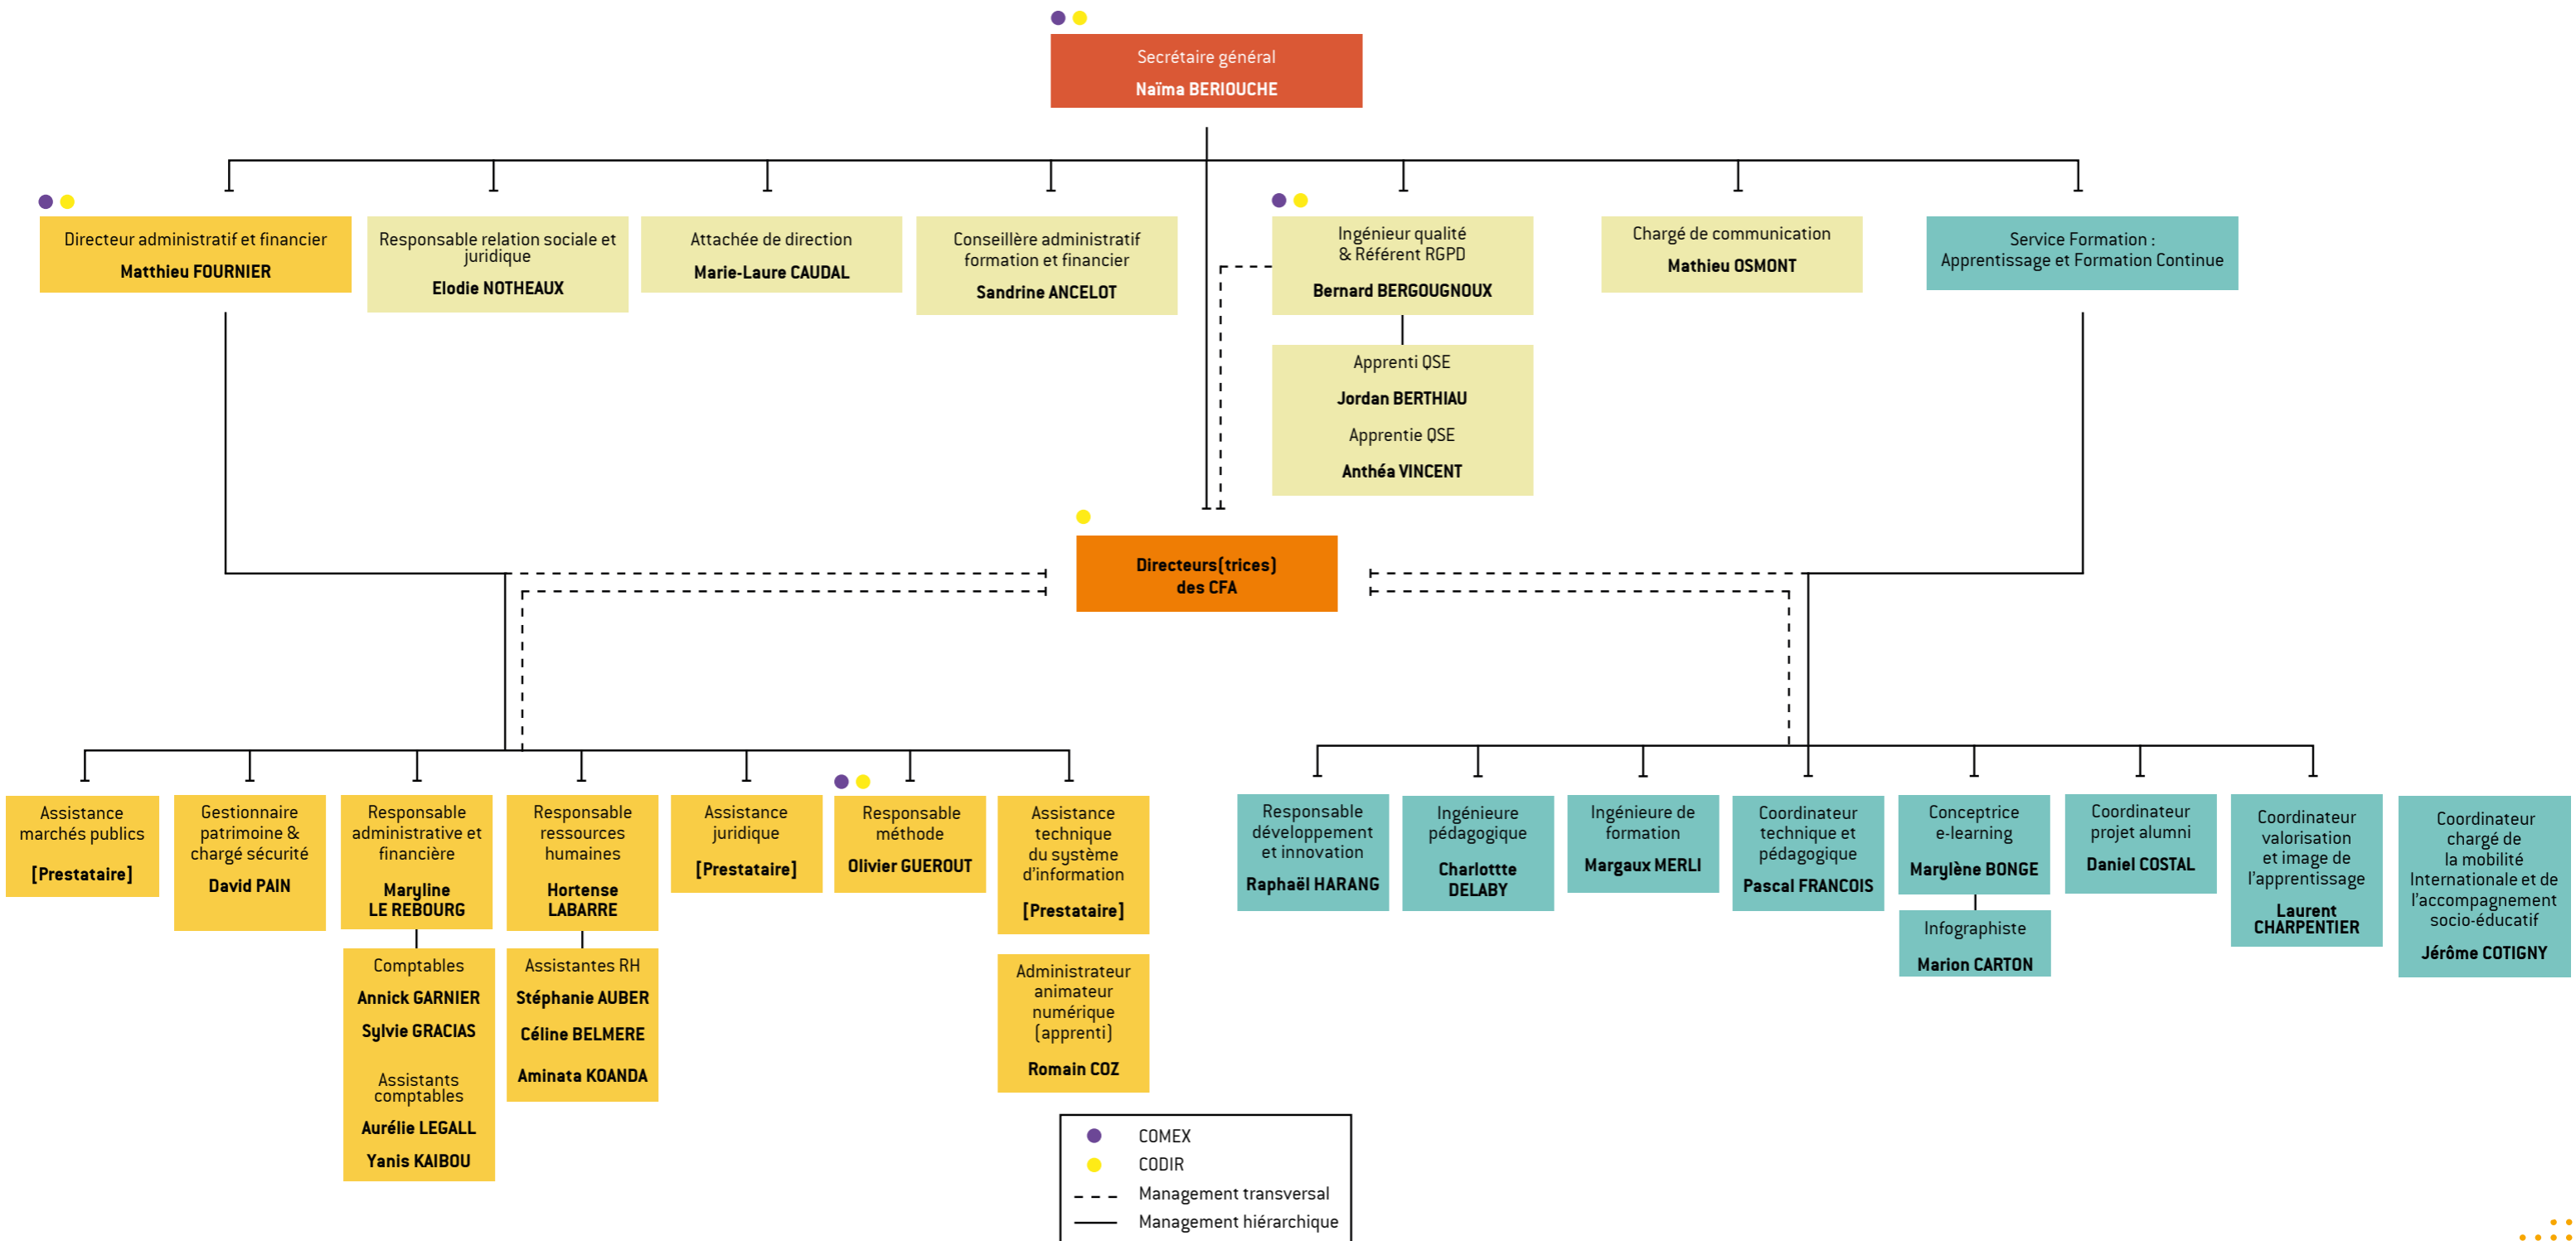 Secrétaire général
Naïma BERIOUCHE
Directeur administratif et financier
Matthieu FOURNIER
Responsable relation sociale et
juridique
Elodie NOTHEAUX
Attachée de direction
Marie-Laure CAUDAL
Conseillère administratif
formation et financier
Sandrine ANCELOT
Ingénieur qualité
& Référent RGPD
Bernard BERGOUGNOUX
Apprenti QSE
Jordan BERTHIAU
Apprentie QSE
Anthéa VINCENT
Chargé de communication
Mathieu OSMONT
Service Formation :
Apprentissage et Formation Continue
Directeurs(trices)
des CFA
Assistance
marchés publics
[Prestataire]
Gestionnaire
patrimoine &
chargé sécurité
David PAIN
Responsable
administrative et
financière
Maryline
LE REBOURG
Comptables
Annick GARNIER
Sylvie GRACIAS
Assistants
comptables
Aurélie LEGALL
Yanis KAIBOU
Responsable
ressources
humaines
Hortense
LABARRE
Assistantes RH
Stéphanie AUBER
Céline BELMERE
Aminata KOANDA
Assistance
juridique
[Prestataire]
Responsable
méthode
Olivier GUEROUT
Assistance
technique
du système
d'information
[Prestataire]
Administrateur
animateur
numérique
(apprenti)
Romain COZ
Responsable
développement
et innovation
Raphaël HARANG
Ingénieure
pédagogique
Charlottte
DELABY
Ingénieure de
formation
Margaux MERLI
Coordinateur
technique et
pédagogique
Pascal FRANCOIS
Conceptrice
e-learning
Marylène BONGE
Infographiste
Marion CARTON
Coordinateur
projet alumni
Daniel COSTAL
Coordinateur
valorisation
et image de
l'apprentissage
Laurent
CHARPENTIER
Coordinateur
chargé de
la mobilité
Internationale et de
l'accompagnement
socio-éducatif
Jérôme COTIGNY
COMEX
CODIR
Management transversal
Management hiérarchique